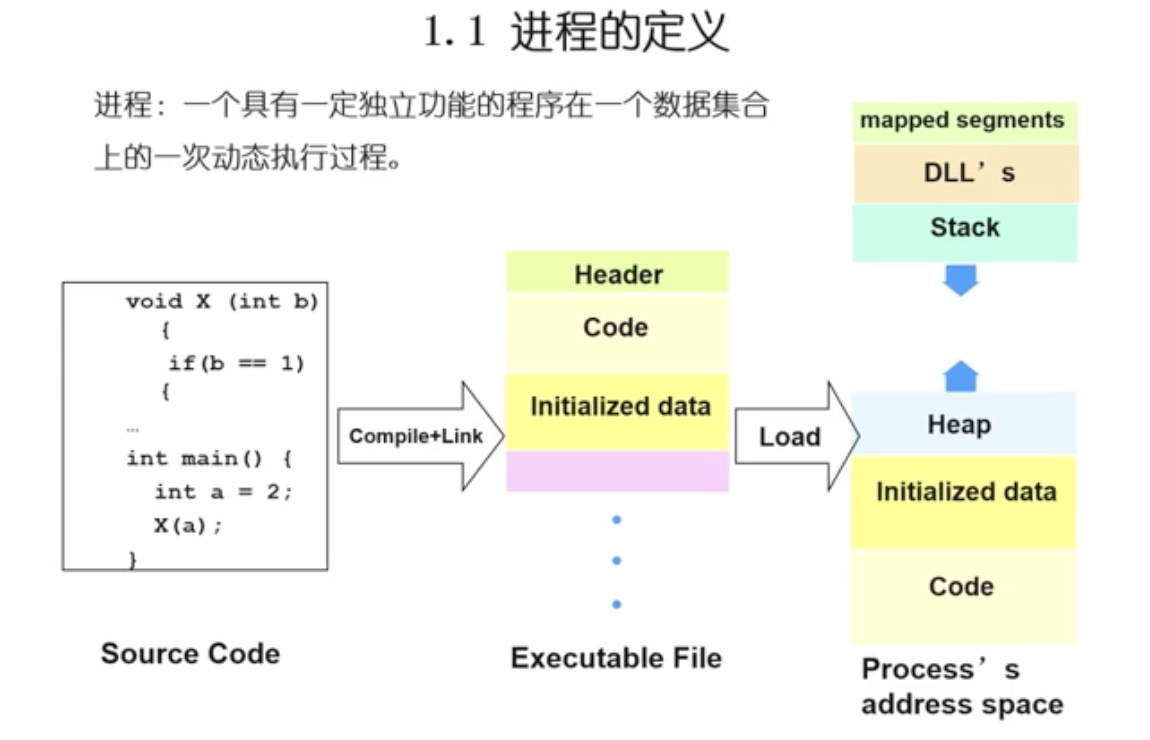 1.1 进程的定义
进程：一个具有一定独立功能的程序在一个数据集合
上的一次动态执行过程。
void X (int b)
{
if(b == 1)
{
…
int main() {
int a = 2;
X(a);
}
Source Code
Compile+Link
Header
Code
Initialized data
Executable File
Load
mapped segments
DLL’s
Stack
Heap
Initialized data
Code
Process’s
address space